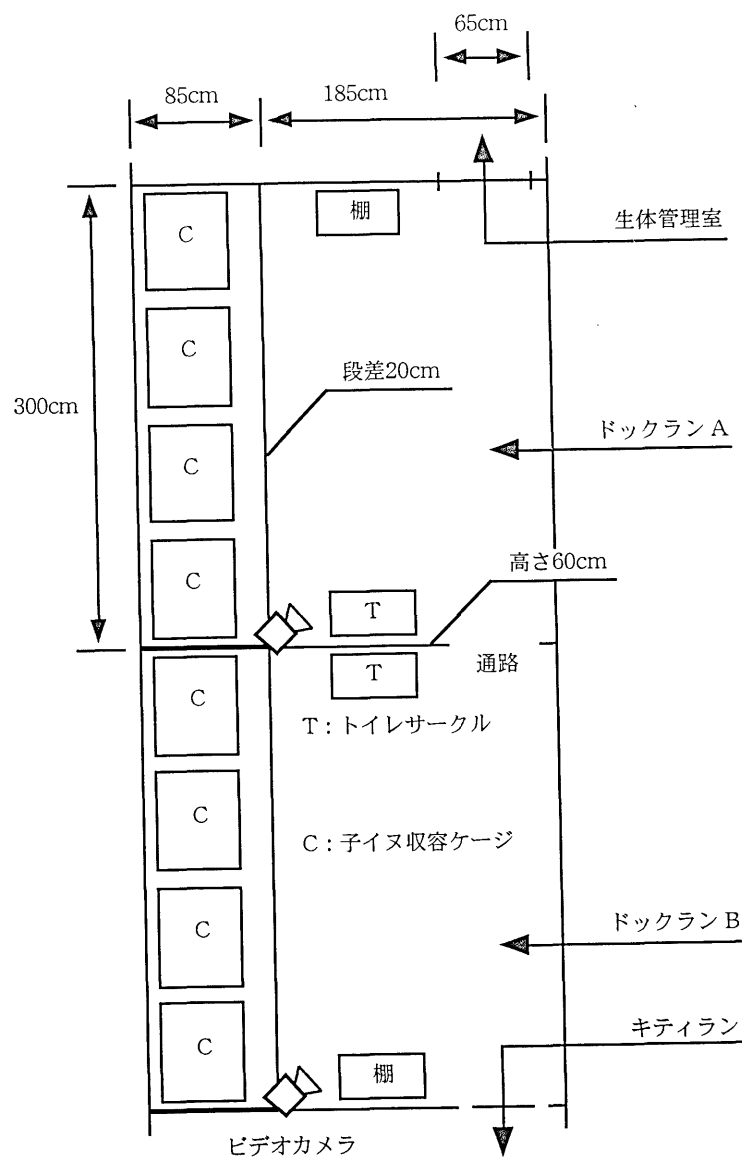 65cm
85cm
185cm
棚
C
生体管理室
C
段差20cm
300cm
ドックラン A
C
高さ60cm
C
T
通路
T
C
T：トイレサークル
C
C：子イヌ収容ケージ
C
ドックラン B
キティラン
C
棚
ビデオカメラ